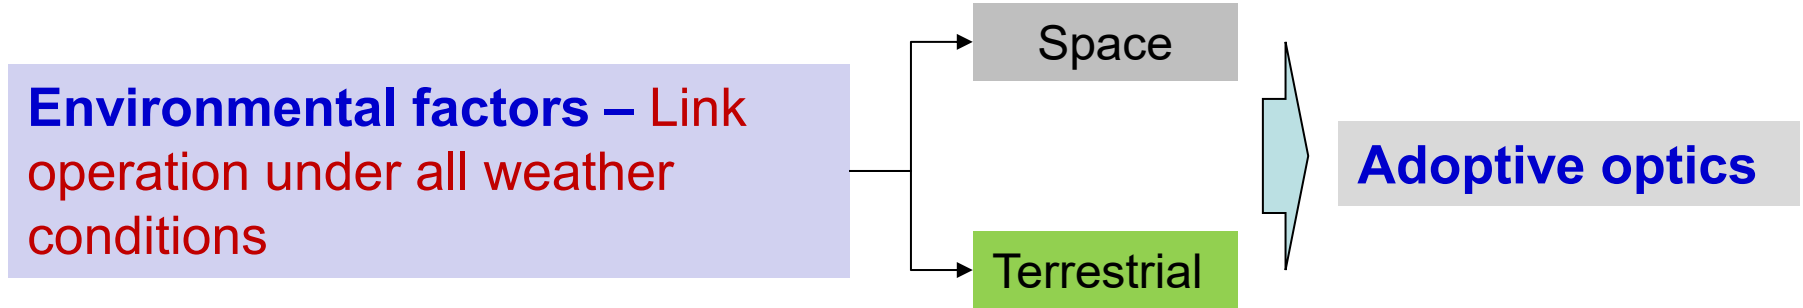 Environmental factors – Link
operation under all weather
conditions
Space
Terrestrial
Adoptive optics